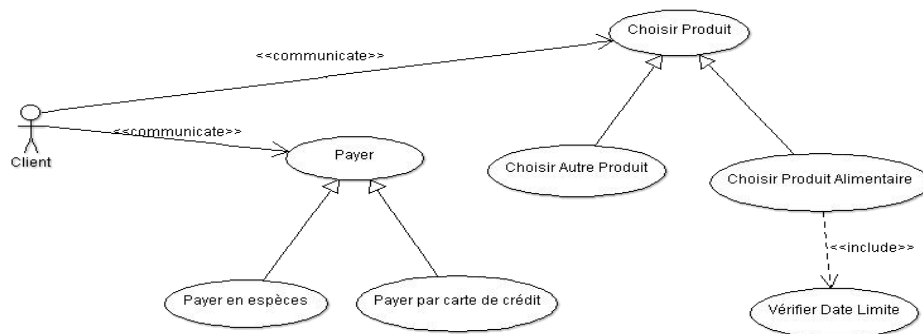 Choisir Produit
<<communicate>>
<<communicate>>
Client
Payer
Choisir Autre Produit
Choisir Produit Alimentaire
<<include>>
Payer en espèces
Payer par carte de crédit
Vérifier Date Limite